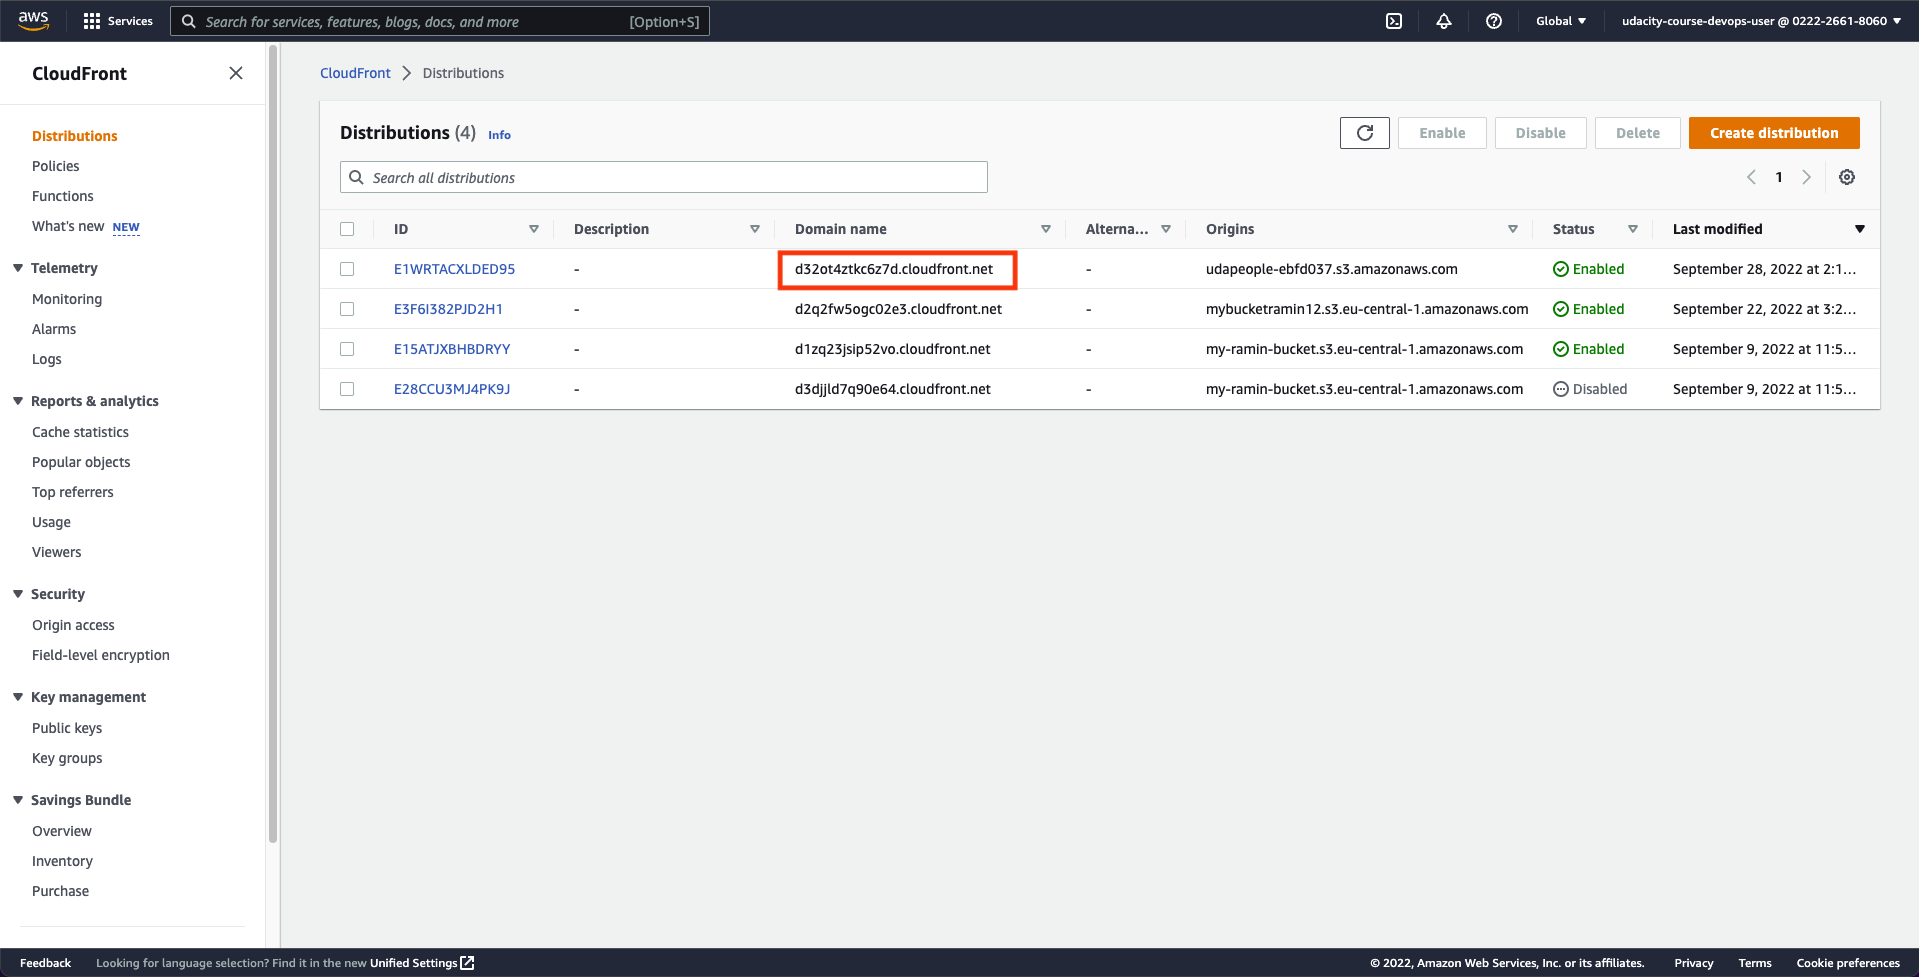 aws Services Search for services, features, blogs, docs, and more [Option+S] Global udacity-course-devops-user @ 0222-2661-8060
CloudFront
Distributions
Policies
Functions
What's new NEW
Telemetry
Monitoring
Alarms
Logs
Reports & analytics
Cache statistics
Popular objects
Top referrers
Usage
Viewers
Security
Origin access
Field-level encryption
Key management
Public keys
Key groups
Savings Bundle
Overview
Inventory
Purchase
CloudFront Distributions
Distributions (4) Info Enable Disable Delete Create distribution
Search all distributions 1
ID Description Domain name Alterna... Origins Status Last modified
E1WRTACXLDED95 - d32ot4ztkc6z7d.cloudfront.net - udapeople-ebfd037.s3.amazonaws.com Enabled September 28, 2022 at 2:1...
E3F6I382PJD2H1 - d2q2fw5ogc02e3.cloudfront.net - mybucketramin12.s3.eu-central-1.amazonaws.com Enabled September 22, 2022 at 3:2...
E15ATJXBHBDRYY - d1zq23jsip52vo.cloudfront.net - my-ramin-bucket.s3.eu-central-1.amazonaws.com Enabled September 9, 2022 at 11:5...
E28CCU3MJ4PK9J - d3djjld7q90e64.cloudfront.net - my-ramin-bucket.s3.eu-central-1.amazonaws.com Disabled September 9, 2022 at 11:5...
Feedback Looking for language selection? Find it in the new Unified Settings © 2022, Amazon Web Services, Inc. or its affiliates. Privacy Terms Cookie preferences